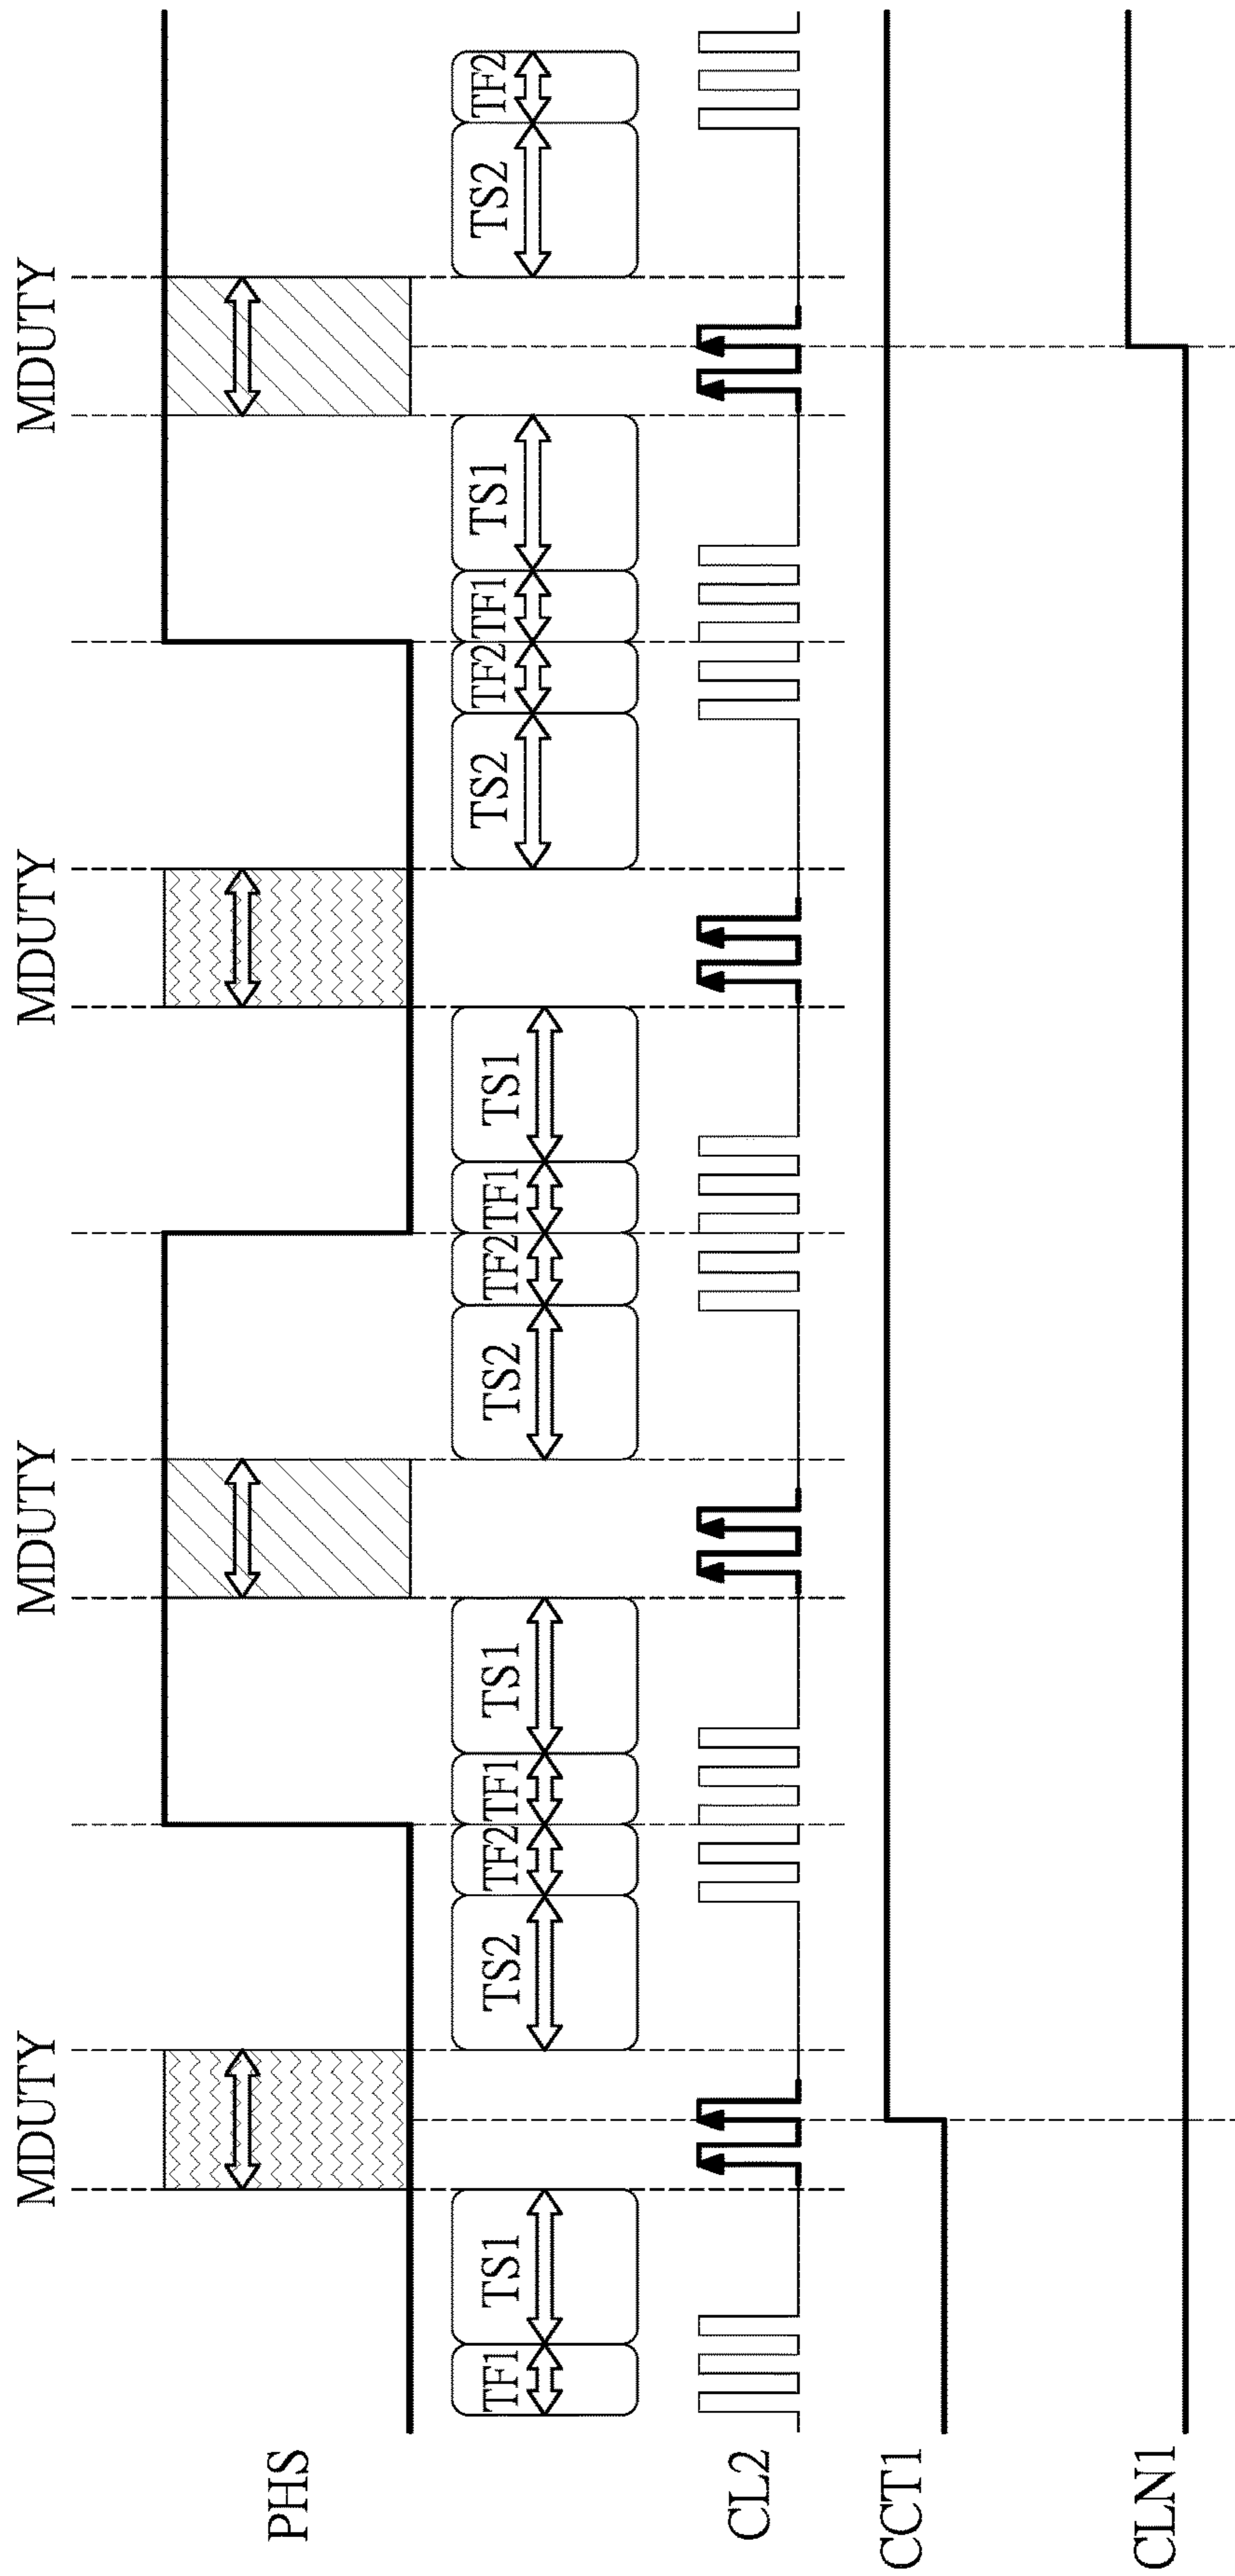 MDUTY MDUTY MDUTY MDUTY
PHS
TF1 TS1 TS2 TF2 TF1 TS1 TS2 TF2 TF1 TS1 TS2 TF2 TF1 TS1 TS2 TF2
CL2
CCT1
CLN1